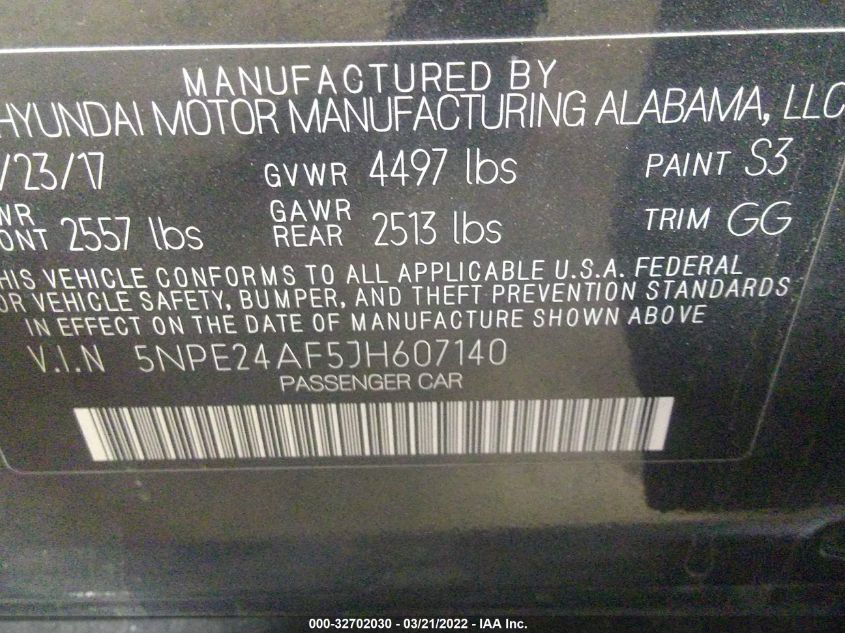 MANUFACTURED BY
HYUNDAI MOTOR MANUFACTURING ALABAMA, LLC
/23/17 GVWR 4497 lbs PAINT S3
WR GAWR
ONT 2557 lbs REAR 2513 lbs TRIM GG
HIS VEHICLE CONFORMS TO ALL APPLICABLE U.S.A. FEDERAL
OR VEHICLE SAFETY, BUMPER, AND THEFT PREVENTION STANDARDS
IN EFFECT ON THE DATE OF MANUFACTURE SHOWN ABOVE
V.I.N 5NPE24AF5JH607140
PASSENGER CAR
000-32702030 - 03/21/2022 - IAA Inc.